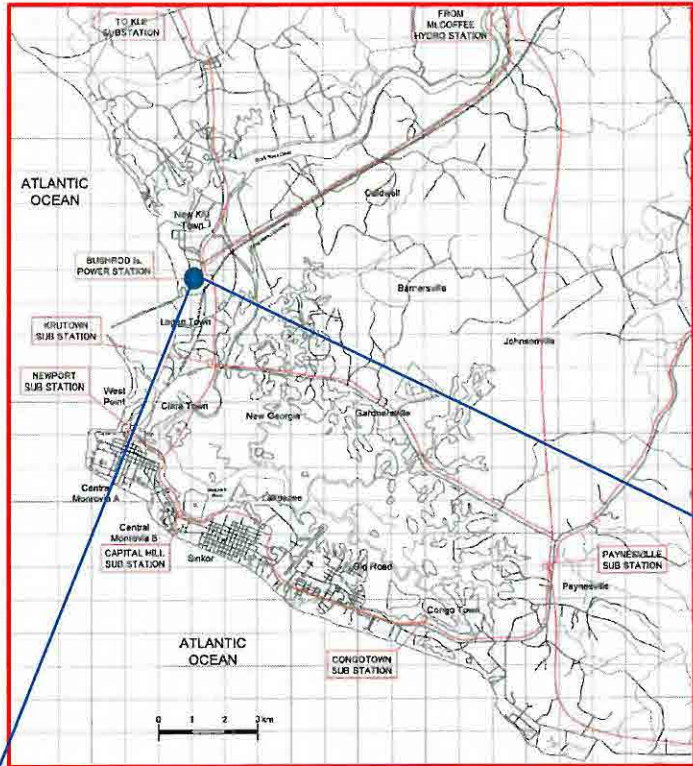 TO KLE
SUBSTATION
FROM
Mt.COFFEE
HYDRO STATION
ATLANTIC
OCEAN
Caldwell
New Kru
Town
BUSHROD Is.
POWER STATION
Barnersville
Logan Town
KRUTOWN
SUB STATION
Johnsonville
NEWPORT
SUB STATION
West
Point
Clara Town
New Georgia
Gardnersville
Central
Monrovia A
Central
Monrovia B
CAPITAL HILL
SUB STATION
Sinkor
Old Road
PAYNESVILLE
SUB STATION
Paynesville
Congo Town
ATLANTIC
OCEAN
CONGOTOWN
SUB STATION
0 1 2 3 km